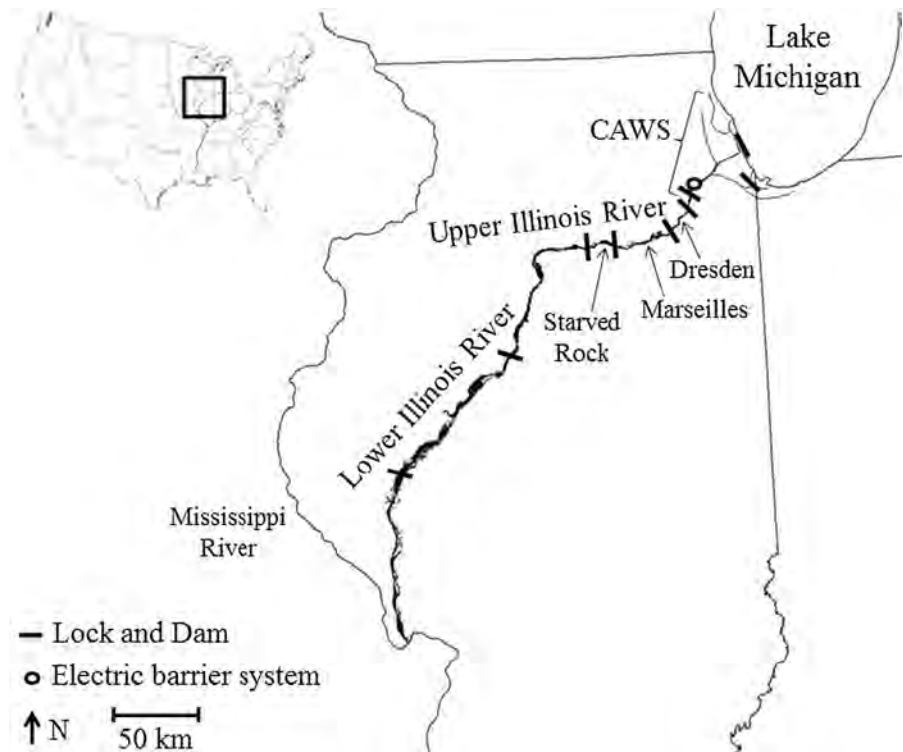 Lake
Michigan
CAWS
Upper Illinois River
Dresden
Marseilles
Starved
Rock
Lower Illinois River
Mississippi
River
Lock and Dam
Electric barrier system
N
50 km